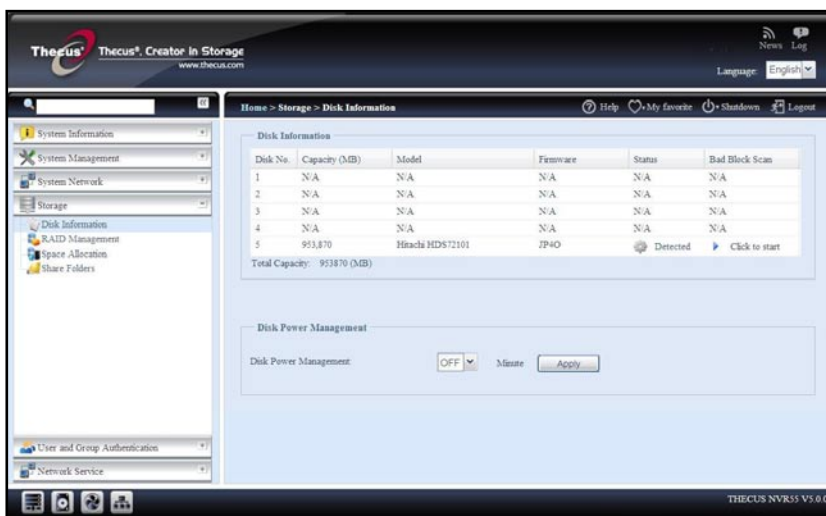 Thecus® Thecus®, Creator in Storage
www.thecus.com
News Log
Language: English
Home > Storage > Disk Information
Help My favorite Shutdown Logout
System Information
System Management
System Network
Storage
Disk Information
RAID Management
Space Allocation
Share Folders
User and Group Authentication
Network Service
Disk Information
Disk No. Capacity (MB) Model Firmware Status Bad Block Scan
1 N/A N/A N/A N/A N/A
2 N/A N/A N/A N/A N/A
3 N/A N/A N/A N/A N/A
4 N/A N/A N/A N/A N/A
5 953,870 Hitachi HDS72101 JP4O Detected Click to start
Total Capacity: 953870 (MB)
Disk Power Management
Disk Power Management: OFF Minute Apply
THECUS NVR55 V5.0.0